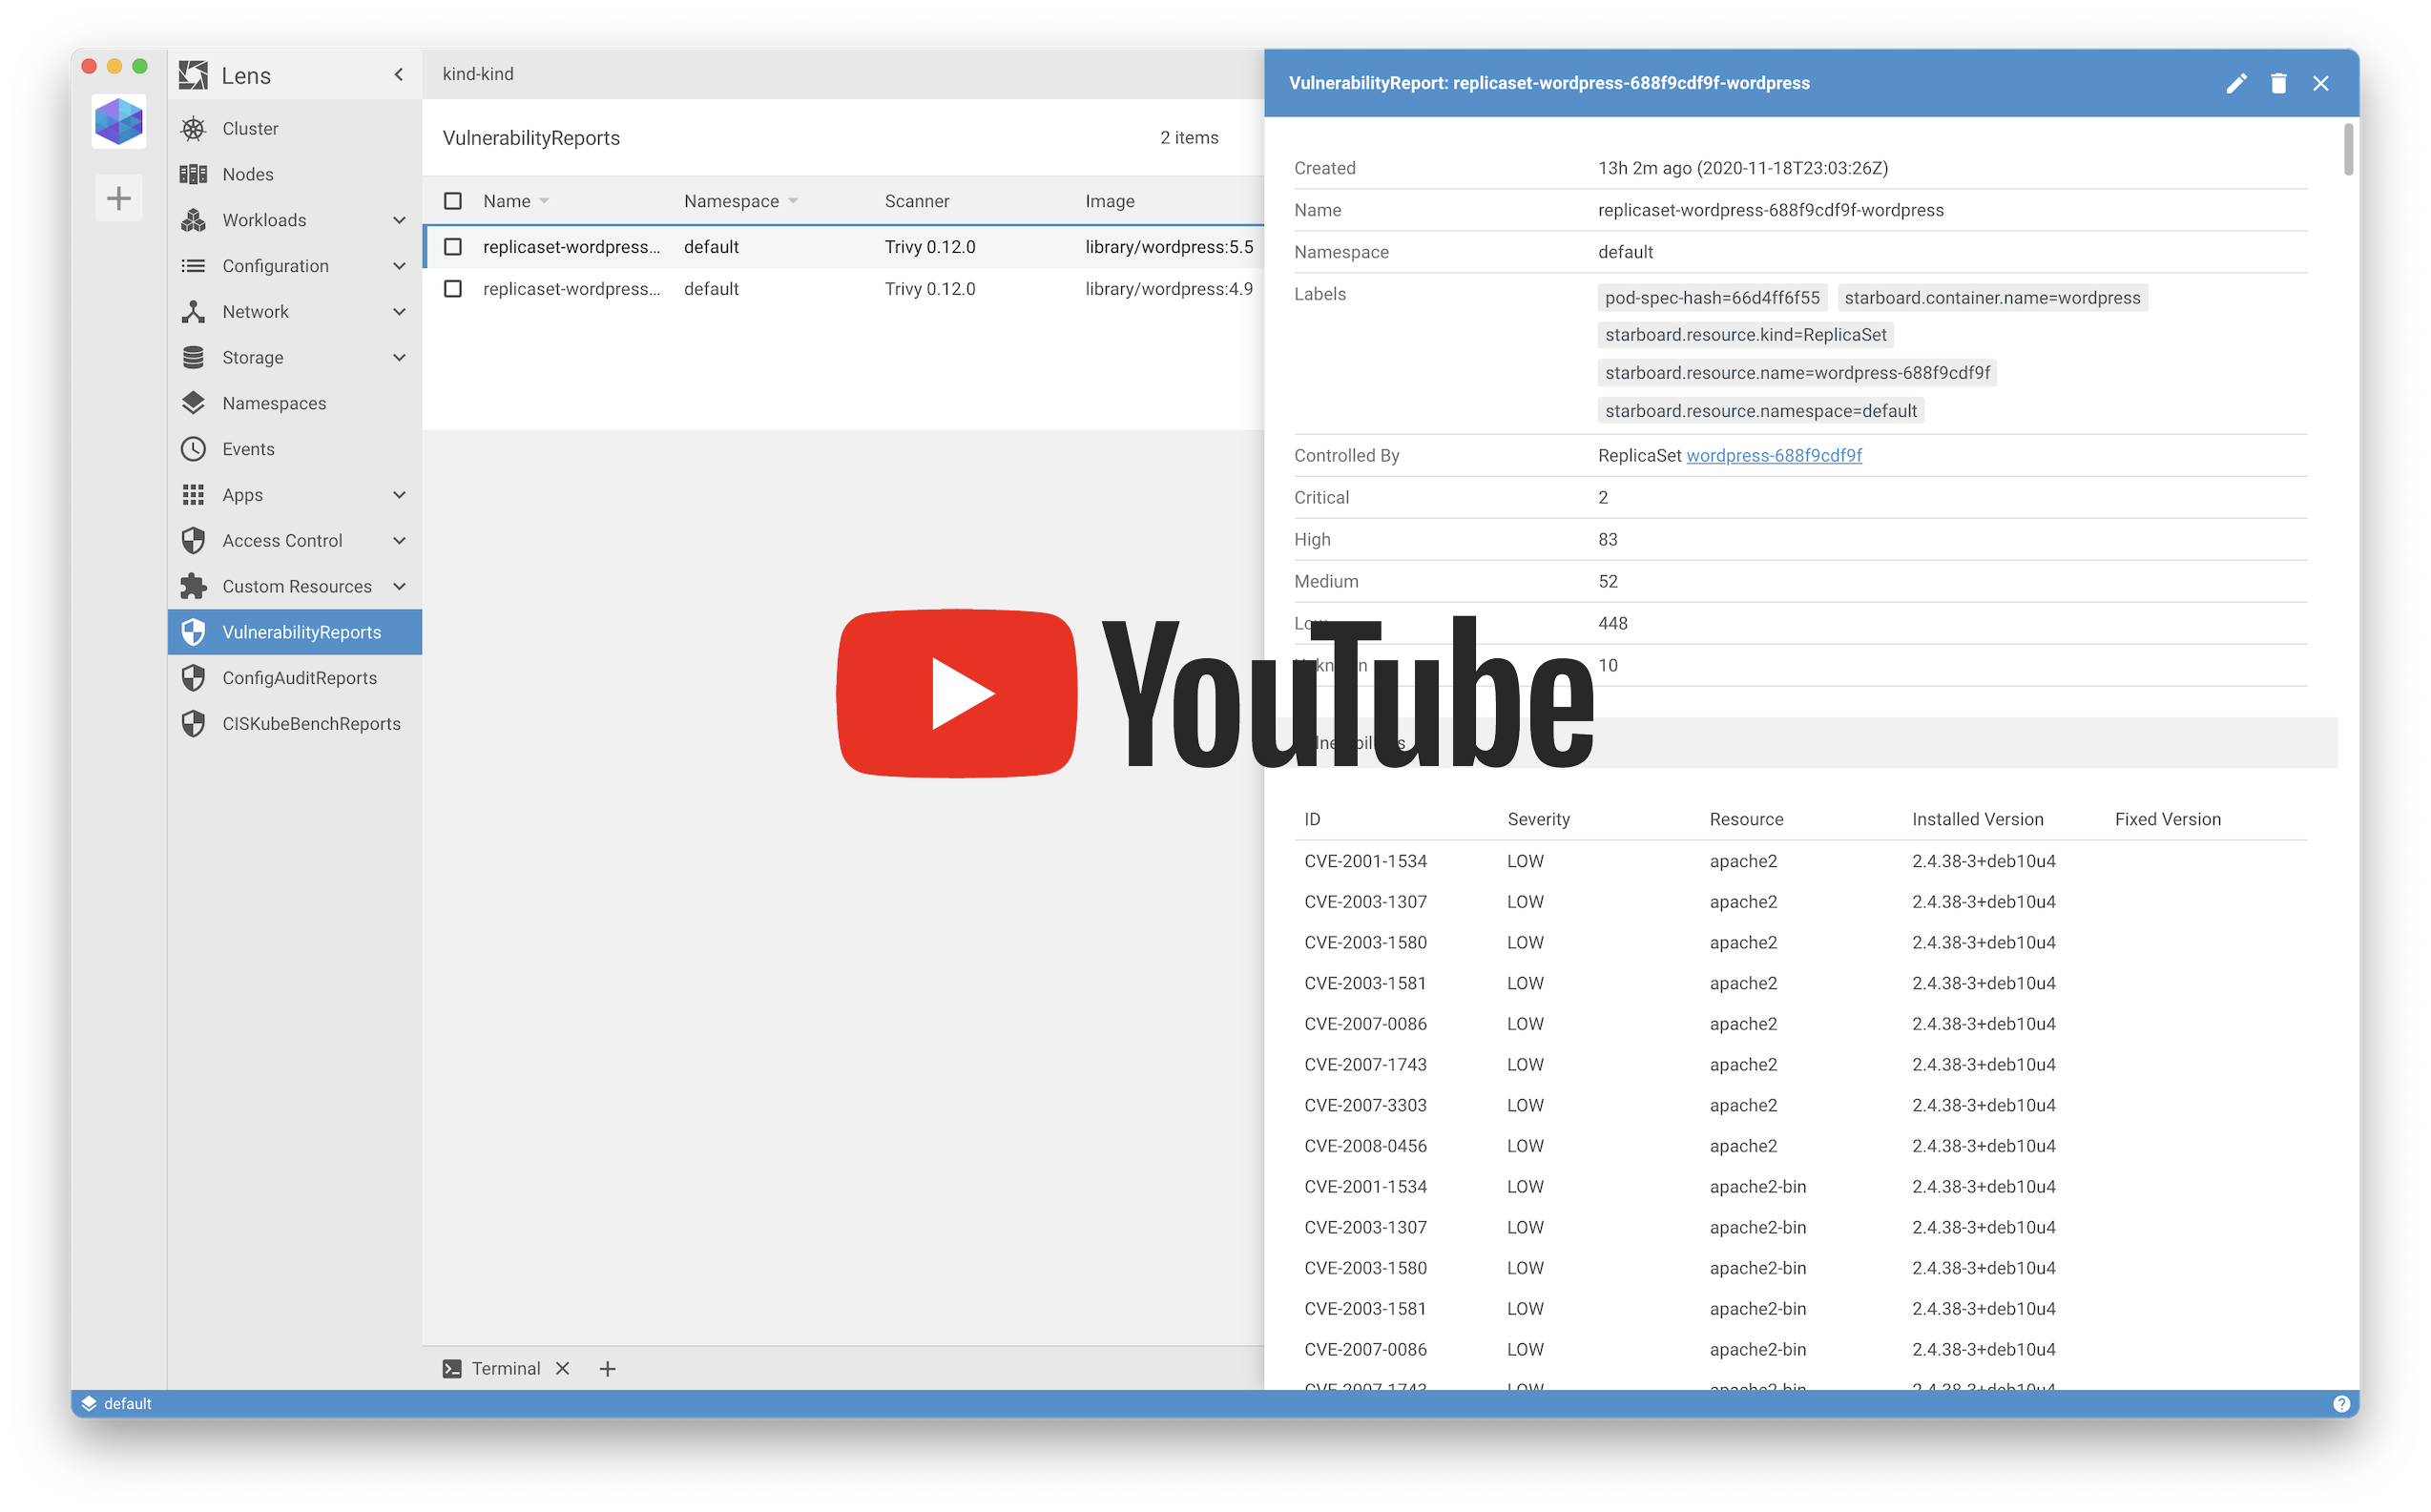 Lens
Cluster
Nodes
Workloads
Configuration
Network
Storage
Namespaces
Events
Apps
Access Control
Custom Resources
VulnerabilityReports
ConfigAuditReports
CISKubeBenchReports
kind-kind
VulnerabilityReports 2 items
Name Namespace Scanner Image
replicaset-wordpress... default Trivy 0.12.0 library/wordpress:5.5
replicaset-wordpress... default Trivy 0.12.0 library/wordpress:4.9
YouTube
Terminal
default
VulnerabilityReport: replicaset-wordpress-688f9cdf9f-wordpress
Created 13h 2m ago (2020-11-18T23:03:26Z)
Name replicaset-wordpress-688f9cdf9f-wordpress
Namespace default
Labels pod-spec-hash=66d4ff6f55 starboard.container.name=wordpress
starboard.resource.kind=ReplicaSet
starboard.resource.name=wordpress-688f9cdf9f
starboard.resource.namespace=default
Controlled By ReplicaSet wordpress-688f9cdf9f
Critical 2
High 83
Medium 52
448
10
ID Severity Resource Installed Version Fixed Version
CVE-2001-1534 LOW apache2 2.4.38-3+deb10u4
CVE-2003-1307 LOW apache2 2.4.38-3+deb10u4
CVE-2003-1580 LOW apache2 2.4.38-3+deb10u4
CVE-2003-1581 LOW apache2 2.4.38-3+deb10u4
CVE-2007-0086 LOW apache2 2.4.38-3+deb10u4
CVE-2007-1743 LOW apache2 2.4.38-3+deb10u4
CVE-2007-3303 LOW apache2 2.4.38-3+deb10u4
CVE-2008-0456 LOW apache2 2.4.38-3+deb10u4
CVE-2001-1534 LOW apache2-bin 2.4.38-3+deb10u4
CVE-2003-1307 LOW apache2-bin 2.4.38-3+deb10u4
CVE-2003-1580 LOW apache2-bin 2.4.38-3+deb10u4
CVE-2003-1581 LOW apache2-bin 2.4.38-3+deb10u4
CVE-2007-0086 LOW apache2-bin 2.4.38-3+deb10u4
CVE-2007-1743 LOW apache2-bin 2.4.38-3+deb10u4